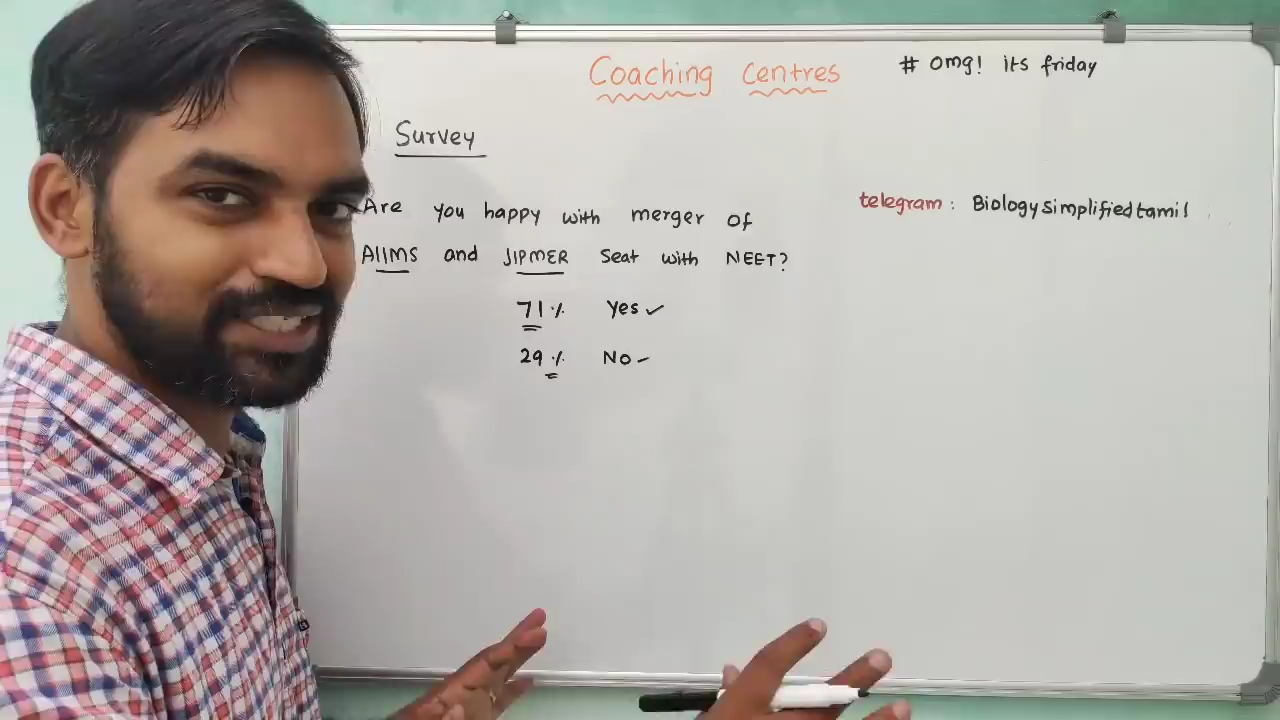 Coaching Centres
# omg! its friday
Survey
telegram : Biologysimplifiedtamil
Are you happy with merger of
AIIMS and JIPMER Seat with NEET?
71% Yes ✓
29% No -